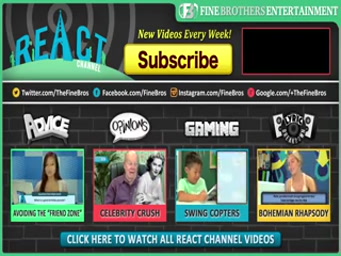 FINE BROTHERS ENTERTAINMENT
REACT
CHANNEL
New Videos Every Week!
Subscribe
Twitter.com/TheFineBros
Facebook.com/FineBros
Instagram.com/FineBros
Google.com/+TheFineBros
ADVICE
OPINIONS
GAMING
LYRIC
BREAKDOWN
AVOIDING THE "FRIEND ZONE"
CELEBRITY CRUSH
SWING COPTERS
BOHEMIAN RHAPSODY
CLICK HERE TO WATCH ALL REACT CHANNEL VIDEOS